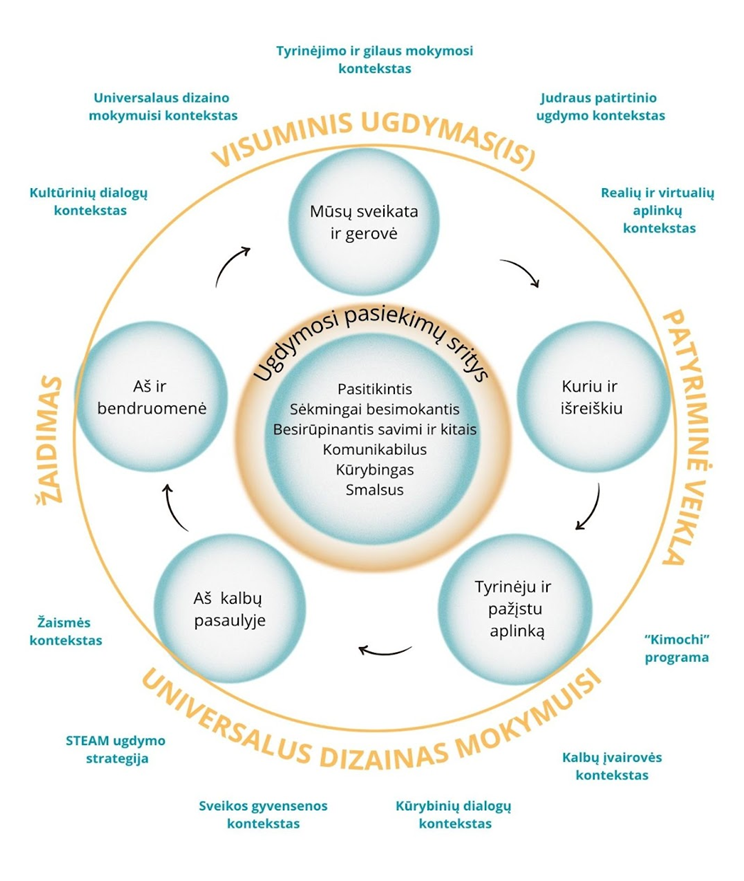 Tyrinėjimo ir gilaus mokymosi
kontekstas
Universalaus dizaino
mokymuisi kontekstas
Judraus patirtinio
ugdymo kontekstas
VISUMINIS UGDYMAS(IS)
Kultūrinių dialogų
kontekstas
Realių ir virtualių
aplinkų
kontekstas
Mūsų sveikata
ir gerovė
Ugdymosi pasiekimų sritys
PATYRIMINĖ VEIKLA
ŽAIDIMAS
Aš ir
bendruomenė
Pasitikintis
Sėkmingai besimokantis
Besirūpinantis savimi ir kitais
Komunikabilus
Kūrybingas
Smalsus
Kuriu ir
išreiškiu
Aš kalbų
pasaulyje
Tyrinėju ir
pažįstu
aplinką
Žaismės
kontekstas
"Kimochi"
programa
UNIVERSALUS DIZAINAS MOKYMUISI
STEAM ugdymo
strategija
Kalbų įvairovės
kontekstas
Sveikos gyvensenos
kontekstas
Kūrybinių dialogų
kontekstas